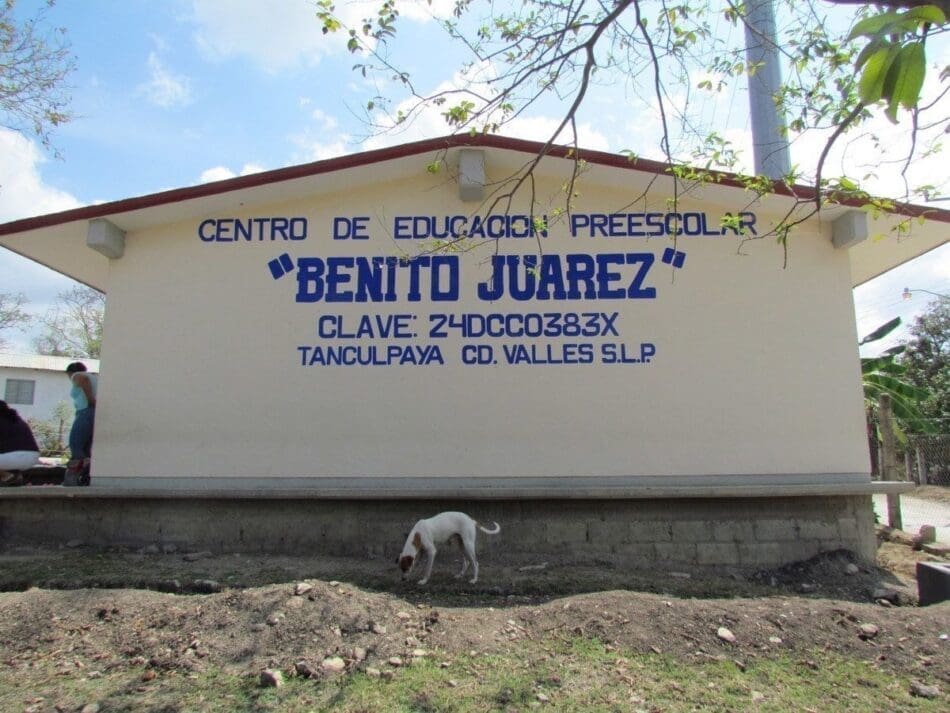 CENTRO DE EDUCACION PREESCOLAR
"BENITO JUAREZ"
CLAVE: 24DCC0383X
TANCULPAYA CD. VALLES S.L.P.